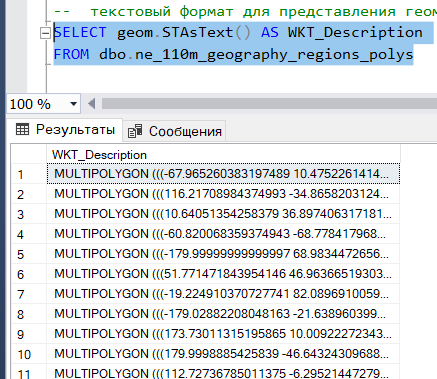 -- текстовый формат для представления геом
SELECT geom.STAsText() AS WKT_Description
FROM dbo.ne_110m_geography_regions_polys
100 %
Результаты Сообщения
WKT_Description
1 MULTIPOLYGON (((-67.965260383197489 10.4752261414...
2 MULTIPOLYGON (((116.21708984374993 -34.8658203124...
3 MULTIPOLYGON (((10.64051354258379 36.897406317181...
4 MULTIPOLYGON (((-60.820068359374943 -68.778417968...
5 MULTIPOLYGON (((-179.99999999999997 68.9834472656...
6 MULTIPOLYGON (((51.771471843954146 46.96366519303...
7 MULTIPOLYGON (((-19.224910370727741 82.0896910059...
8 MULTIPOLYGON (((-179.02882208048163 -21.638960399...
9 MULTIPOLYGON (((173.73011315195865 10.00922272343...
10 MULTIPOLYGON (((179.9998885425839 -46.64324309688...
11 MULTIPOLYGON (((112.72736785011375 -6.29521447279...